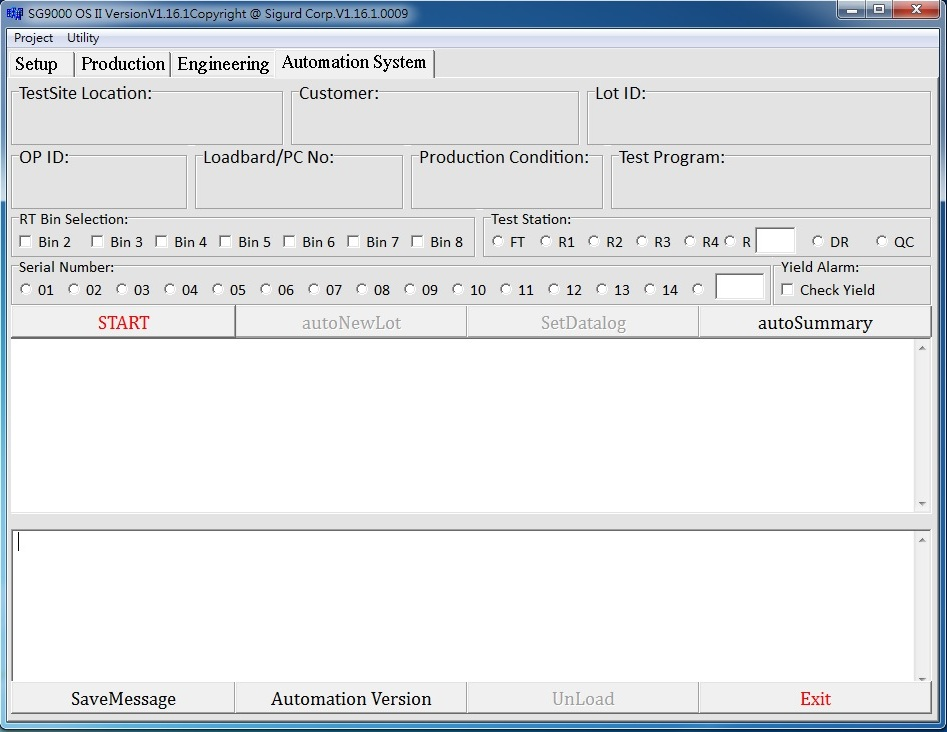 SG9000 OS II VersionV1.16.1Copyright @ Sigurd Corp.V1.16.1.0009
Project Utility
Setup Production Engineering Automation System
TestSite Location: Customer: Lot ID:
OP ID: Loadbard/PC No: Production Condition: Test Program:
RT Bin Selection: Test Station:
Bin 2 Bin 3 Bin 4 Bin 5 Bin 6 Bin 7 Bin 8 FT R1 R2 R3 R4 R DR QC
Serial Number: Yield Alarm:
01 02 03 04 05 06 07 08 09 10 11 12 13 14 Check Yield
START autoNewLot SetDatalog autoSummary
SaveMessage Automation Version UnLoad Exit